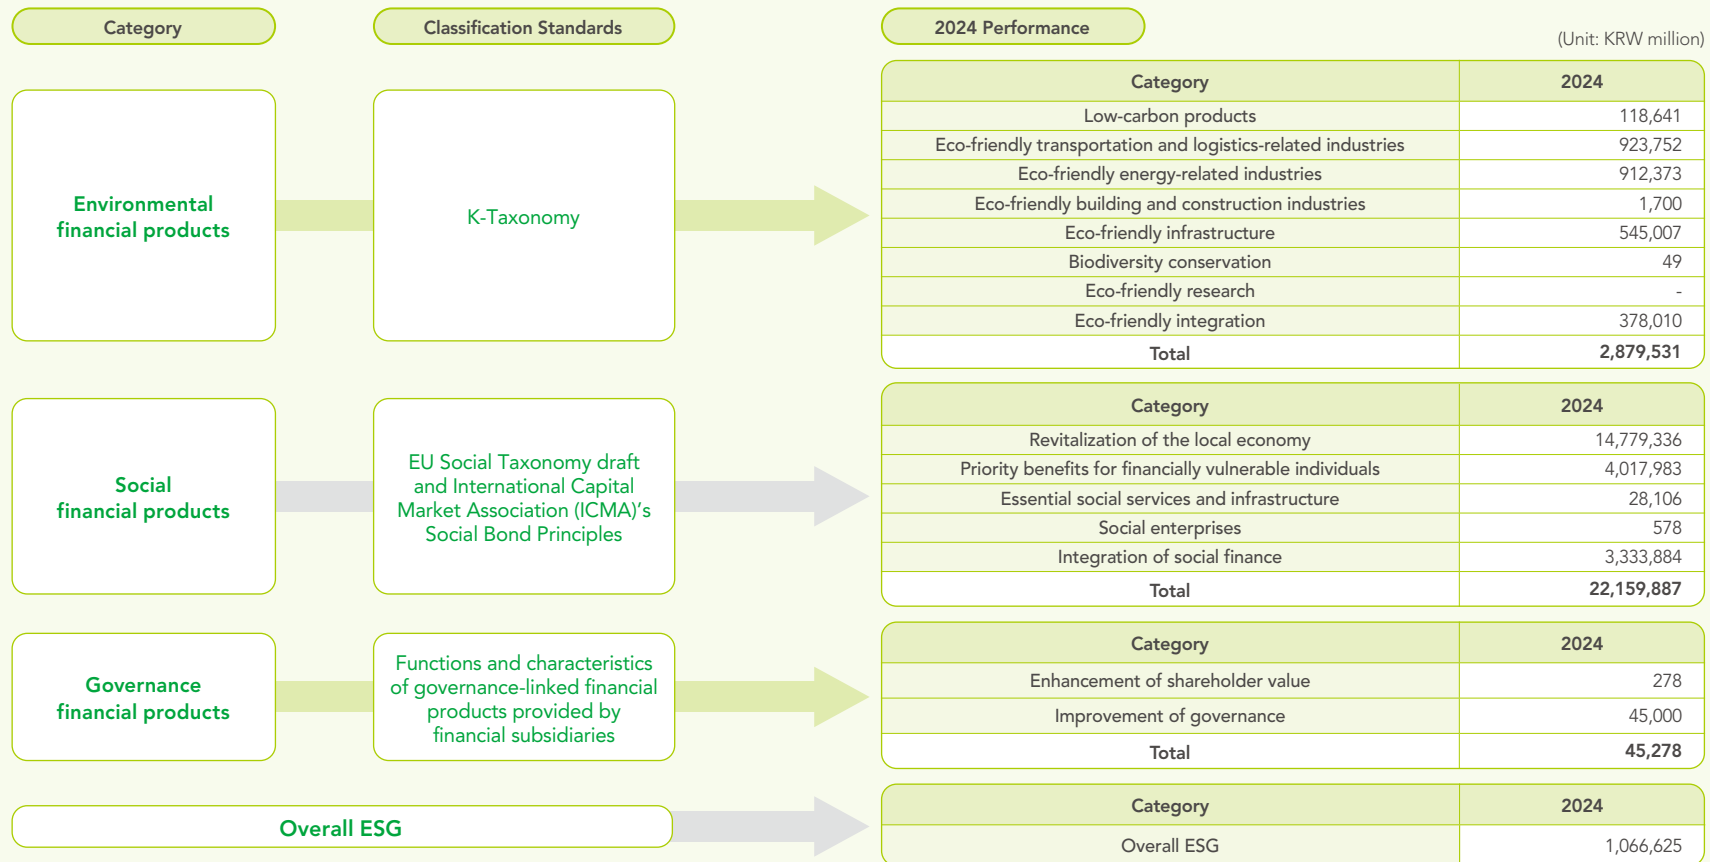 Category
Classification Standards
2024 Performance
(Unit: KRW million)
Environmental
financial products
K-Taxonomy
Category 2024
Low-carbon products 118,641
Eco-friendly transportation and logistics-related industries 923,752
Eco-friendly energy-related industries 912,373
Eco-friendly building and construction industries 1,700
Eco-friendly infrastructure 545,007
Biodiversity conservation 49
Eco-friendly research -
Eco-friendly integration 378,010
Total 2,879,531
Social
financial products
EU Social Taxonomy draft
and International Capital
Market Association (ICMA)’s
Social Bond Principles
Category 2024
Revitalization of the local economy 14,779,336
Priority benefits for financially vulnerable individuals 4,017,983
Essential social services and infrastructure 28,106
Social enterprises 578
Integration of social finance 3,333,884
Total 22,159,887
Governance
financial products
Functions and characteristics
of governance-linked financial
products provided by
financial subsidiaries
Category 2024
Enhancement of shareholder value 278
Improvement of governance 45,000
Total 45,278
Overall ESG
Category 2024
Overall ESG 1,066,625